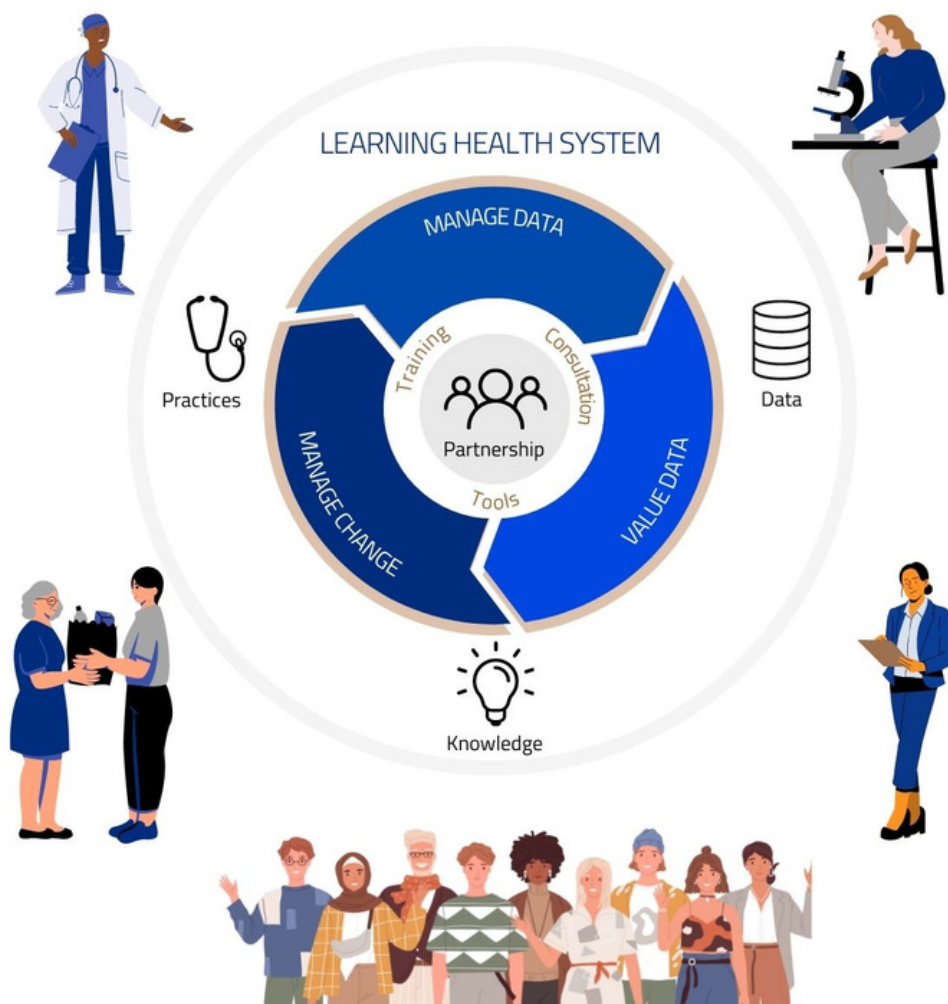 LEARNING HEALTH SYSTEM
MANAGE DATA
Training
Consultation
Practices
Partnership
Data
Tools
MANAGE CHANGE
VALUE DATA
Knowledge